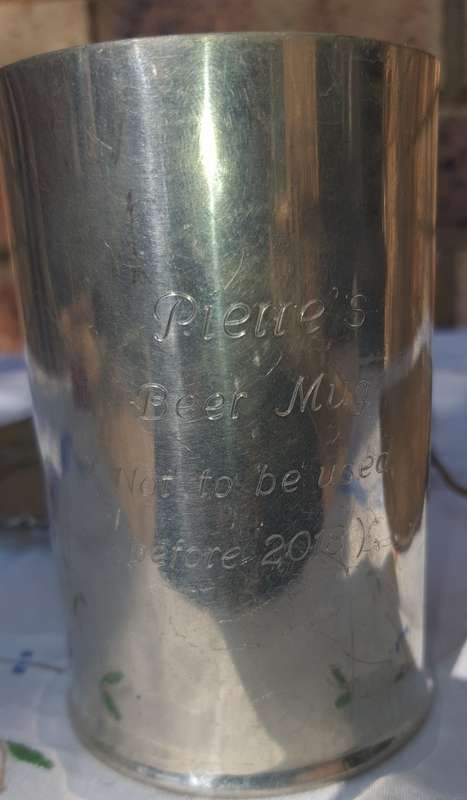 Pierre's
Beer Mug
Not to be used
before